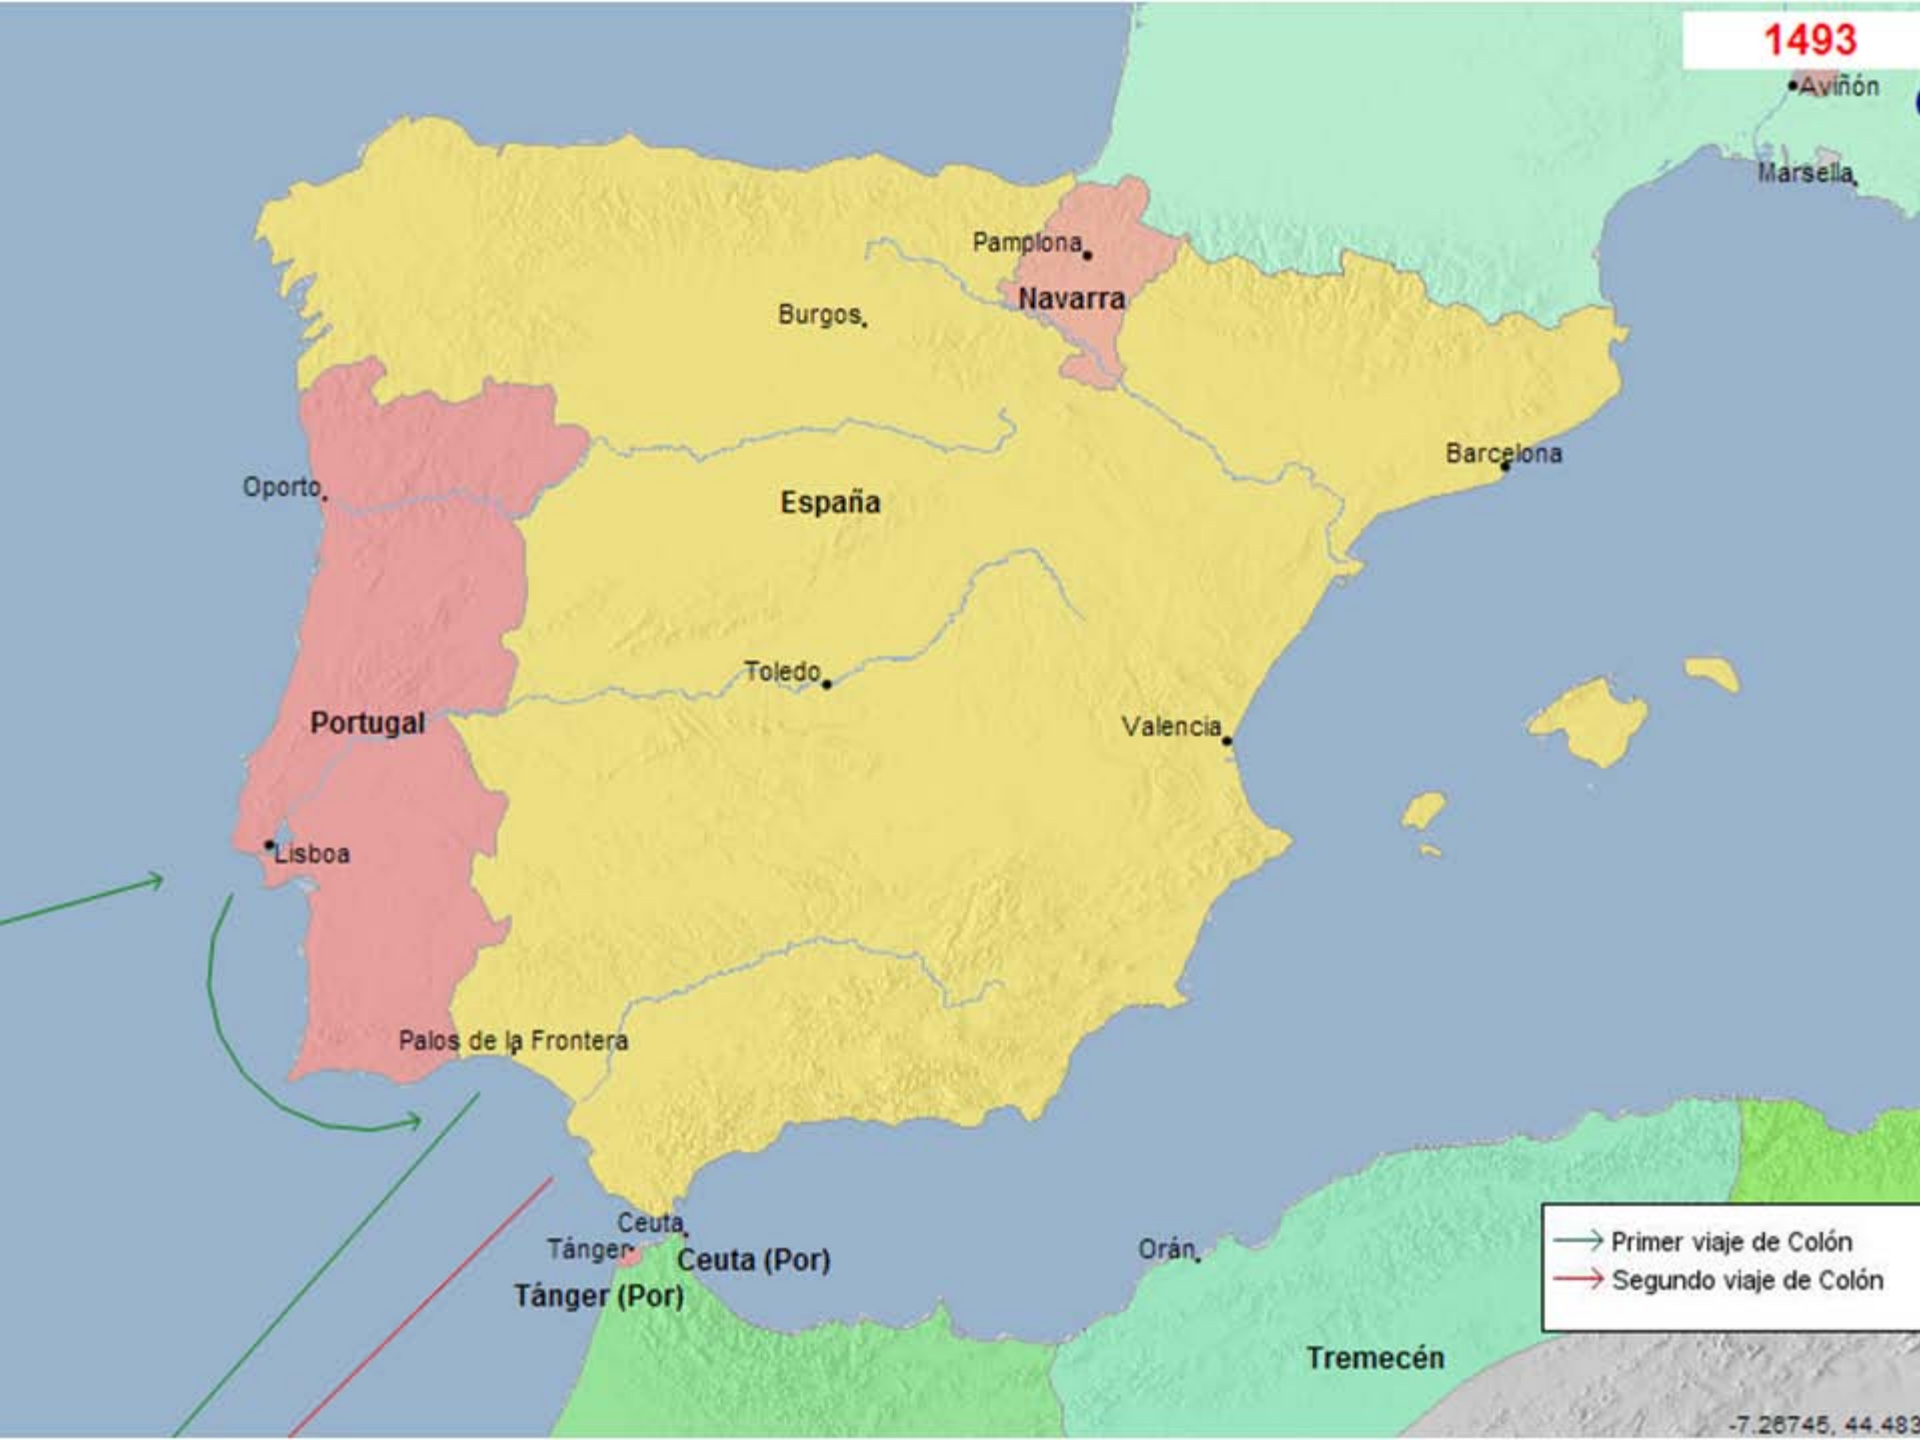 1493
Aviñón
Marsella
Pamplona
Navarra
Burgos
Barcelona
Oporto
España
Toledo
Portugal
Valencia
Lisboa
Palos de la Frontera
Ceuta
Tánger
Ceuta (Por)
Orán
Tánger (Por)
Primer viaje de Colón
Segundo viaje de Colón
Tremecén
-7.26745, 44.483